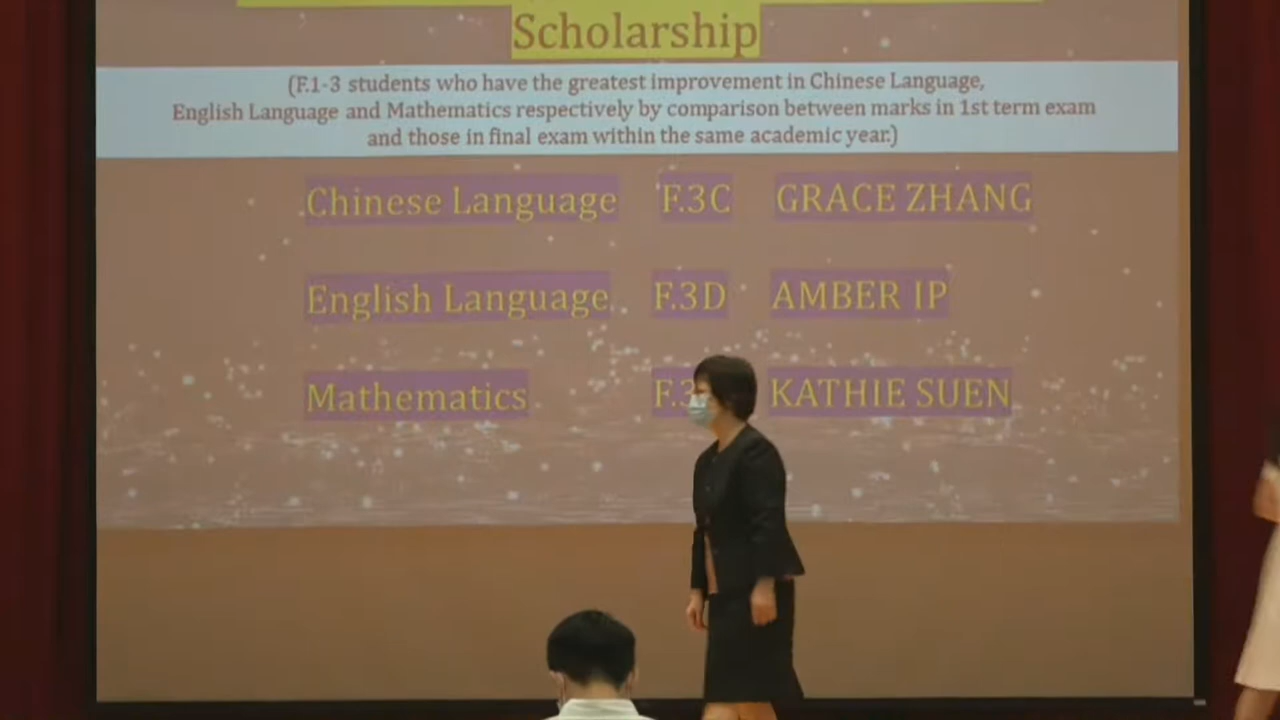 Scholarship
(F.1-3 students who have the greatest improvement in Chinese Language,
English Language and Mathematics respectively by comparison between marks in 1st term exam
and those in final exam within the same academic year.)
Chinese Language F.3C GRACE ZHANG
English Language F.3D AMBER IP
Mathematics F.3 KATHIE SUEN